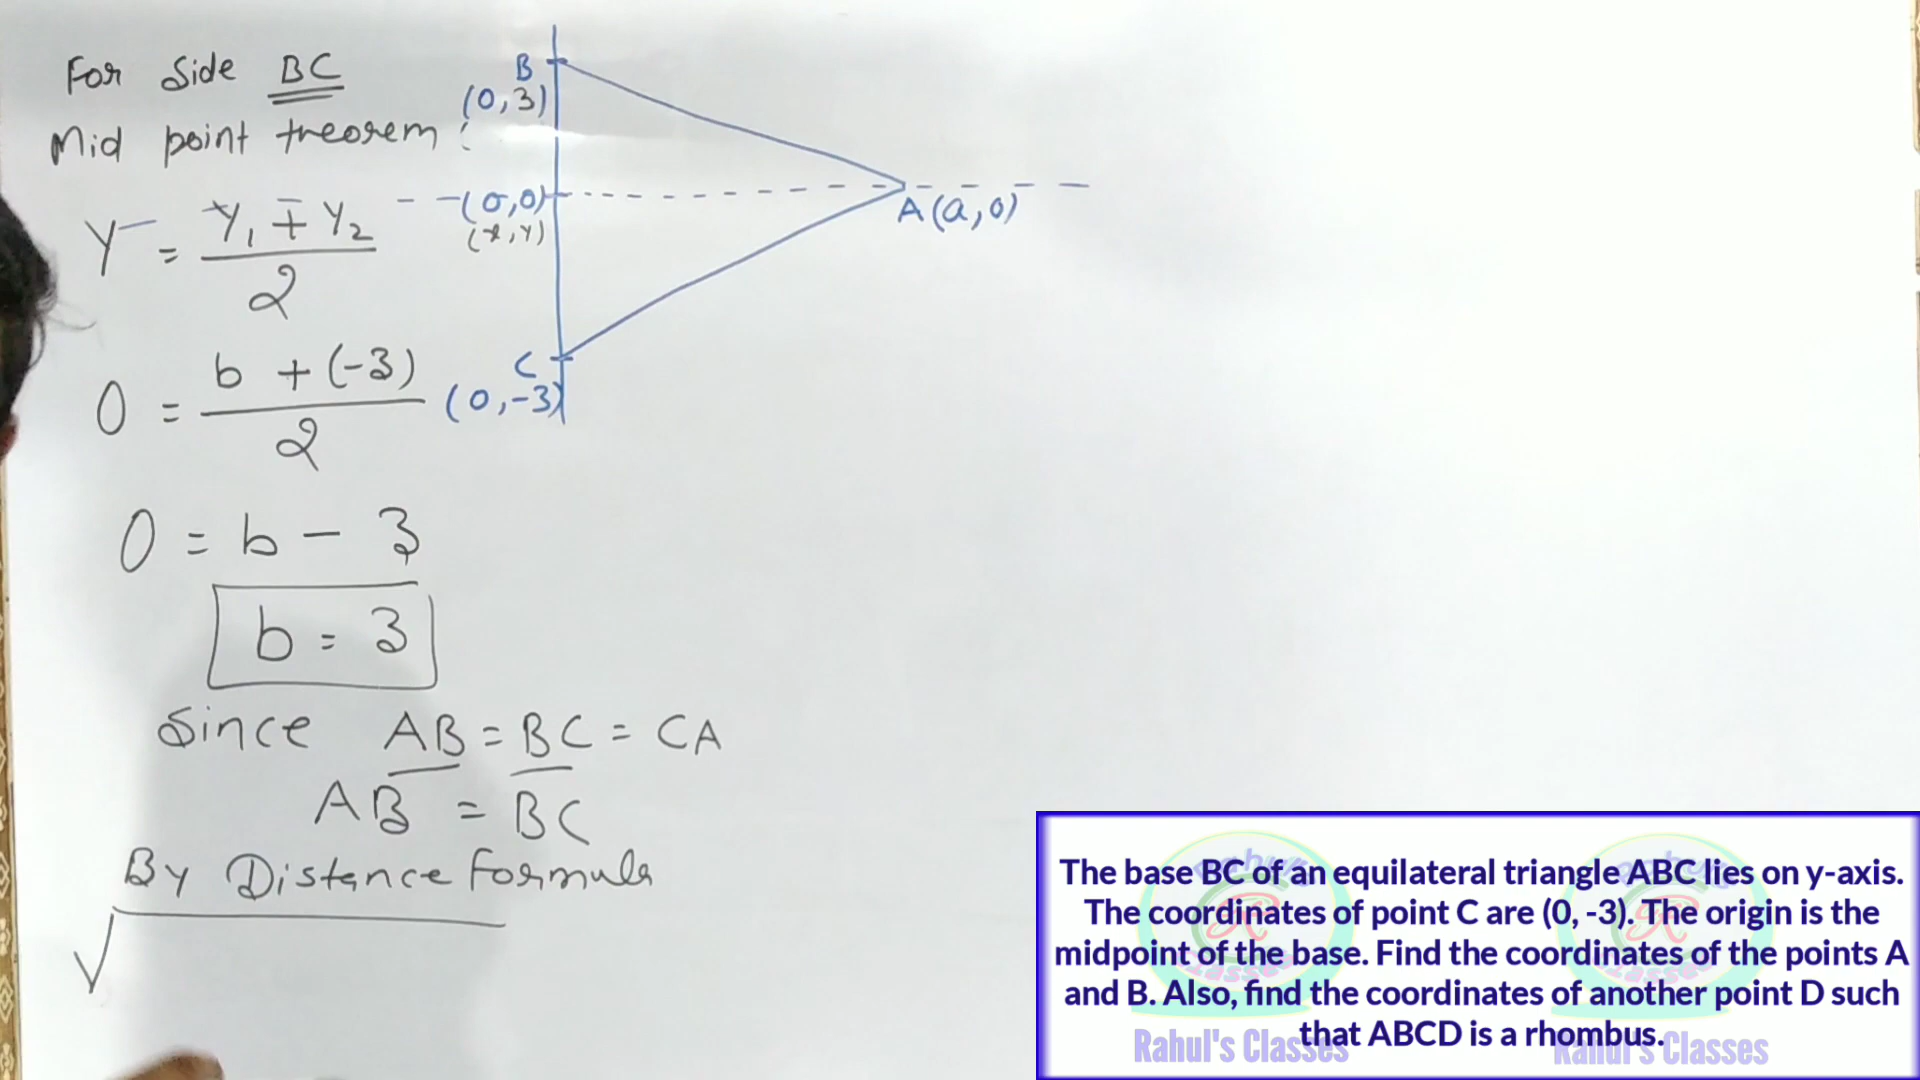 For Side BC
Mid point treorem :
Y = Y₁ + Y₂
2
0 = b + (-3)
2
0 = b - 3
b = 3
Since AB = BC = CA
AB = BC
By Distance Formula
√
B
(0,3)
(0,0)
(x,y)
A(a,0)
C
(0,-3)
The base BC of an equilateral triangle ABC lies on y-axis.
The coordinates of point C are (0, -3). The origin is the
midpoint of the base. Find the coordinates of the points A
and B. Also, find the coordinates of another point D such
that ABCD is a rhombus.
Rahul's Classes
Rahul's Classes